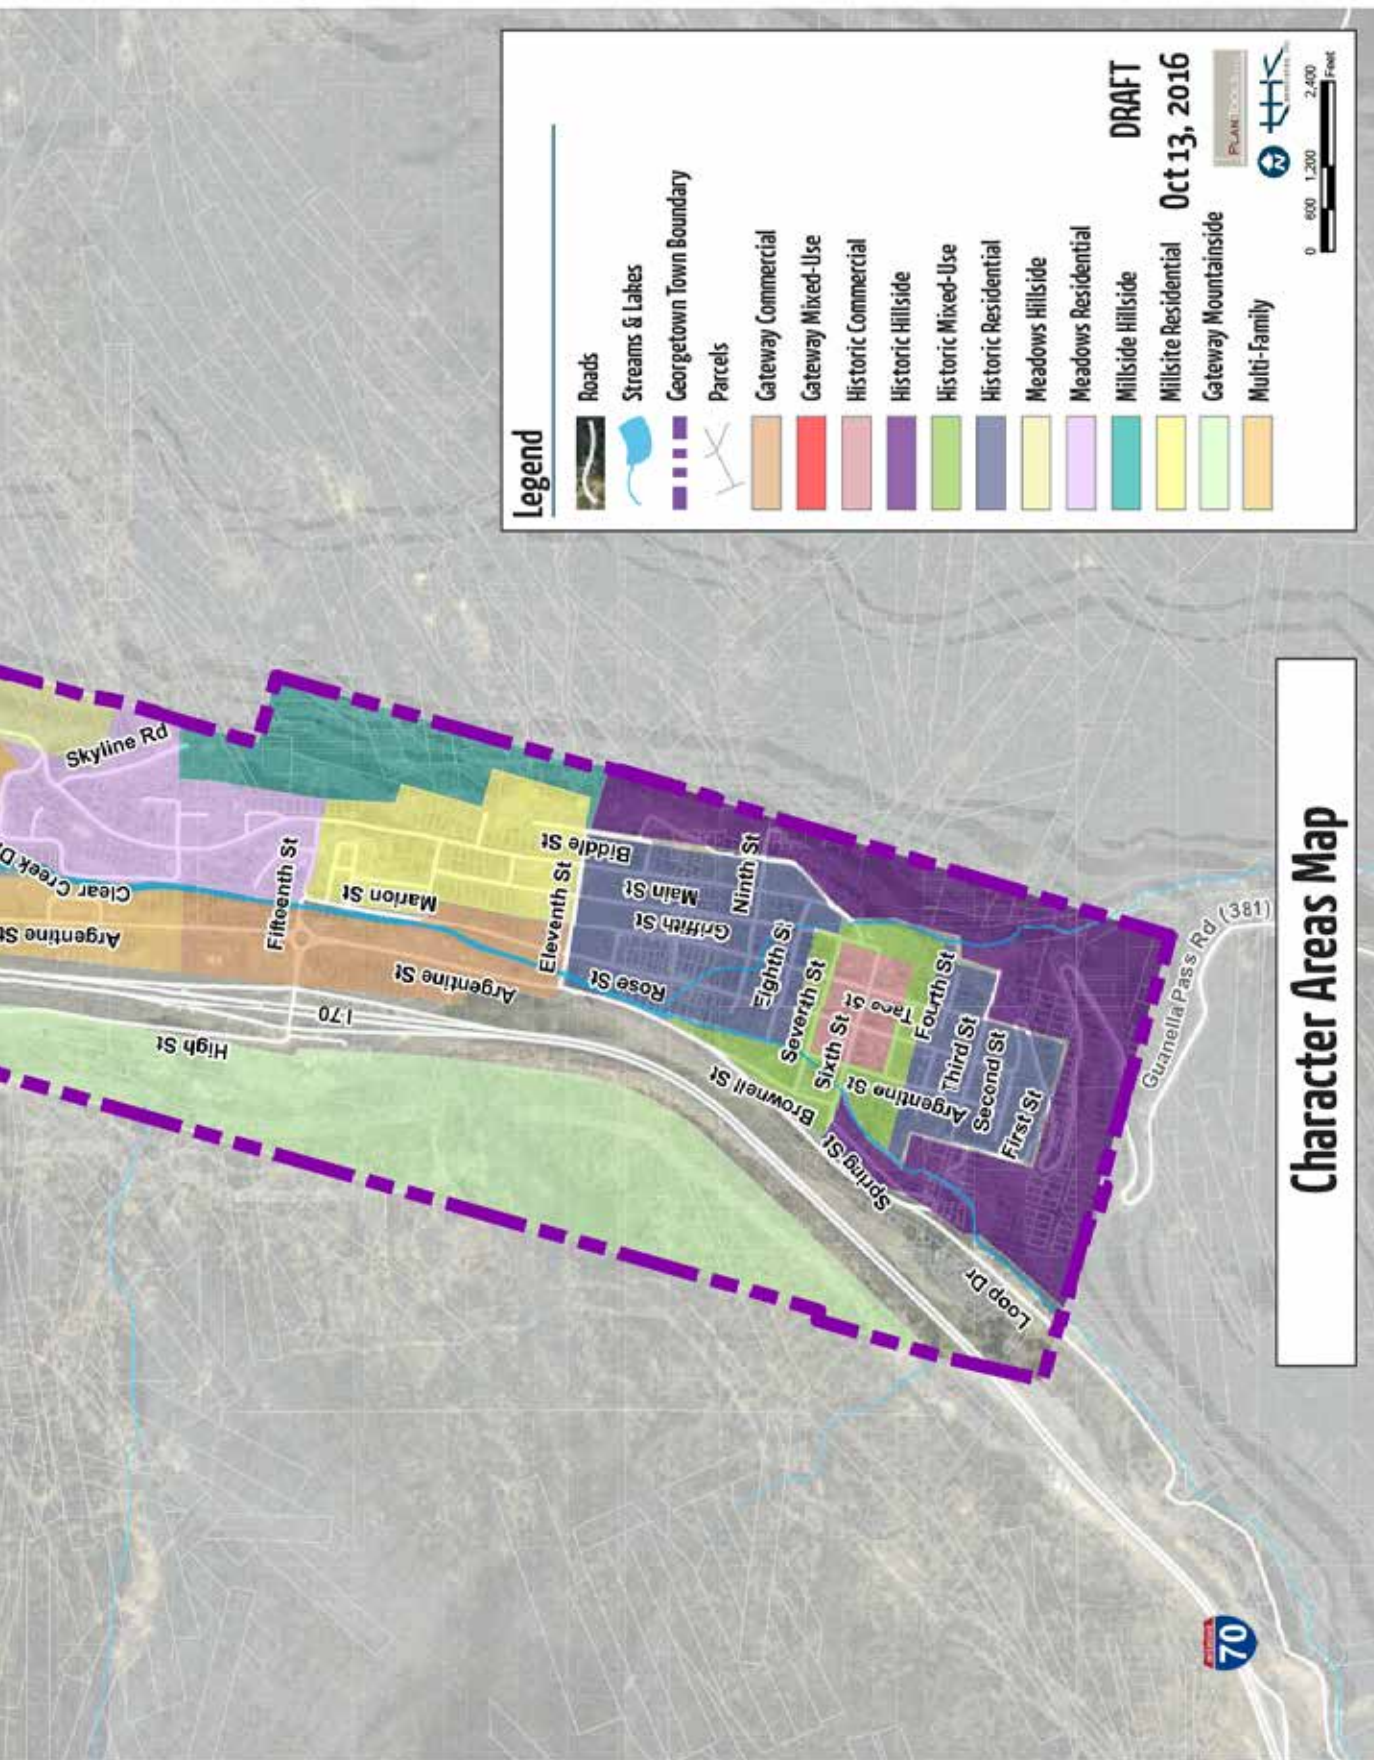 Legend
Roads
Streams & Lakes
Georgetown Town Boundary
Parcels
Gateway Commercial
Gateway Mixed-Use
Historic Commercial
Historic Hillside
Historic Mixed-Use
Historic Residential
Meadows Hillside
Meadows Residential
Millside Hillside
Millsite Residential
Gateway Mountainside
Multi-Family
DRAFT
Oct 13, 2016
N
THK
0 600 1,200 2,400
Feet
Character Areas Map
Skyline Rd
Clear Creek D
Argentine St
Fifteenth St
Marion St
Argentine St
I 70
High St
Eleventh St
Biddle St
Main St
Griffith St
Rose St
Ninth St
Eighth St
Seventh St
Sixth St
Taos St
Fourth St
Argentine St
Third St
Second St
First St
Brownell St
Spring St
Loop Dr
Guanella Pass Rd (381)
70